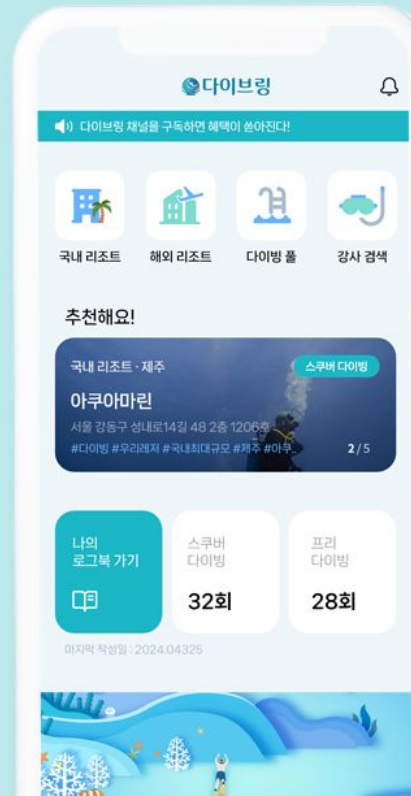 다이브링
다이브링 채널을 구독하면 혜택이 쏟아진다!
국내 리조트
해외 리조트
다이빙 풀
강사 검색
추천해요!
국내 리조트 · 제주
스쿠버 다이빙
아쿠아마린
서울 강동구 성내로14길 48 2층 1206호
#다이빙 #우리레저 #국내최대규모 #제주 #아쿠...
2/5
나의
로그북 가기
스쿠버
다이빙
32회
프리
다이빙
28회
마지막 작성일 : 2024.04325